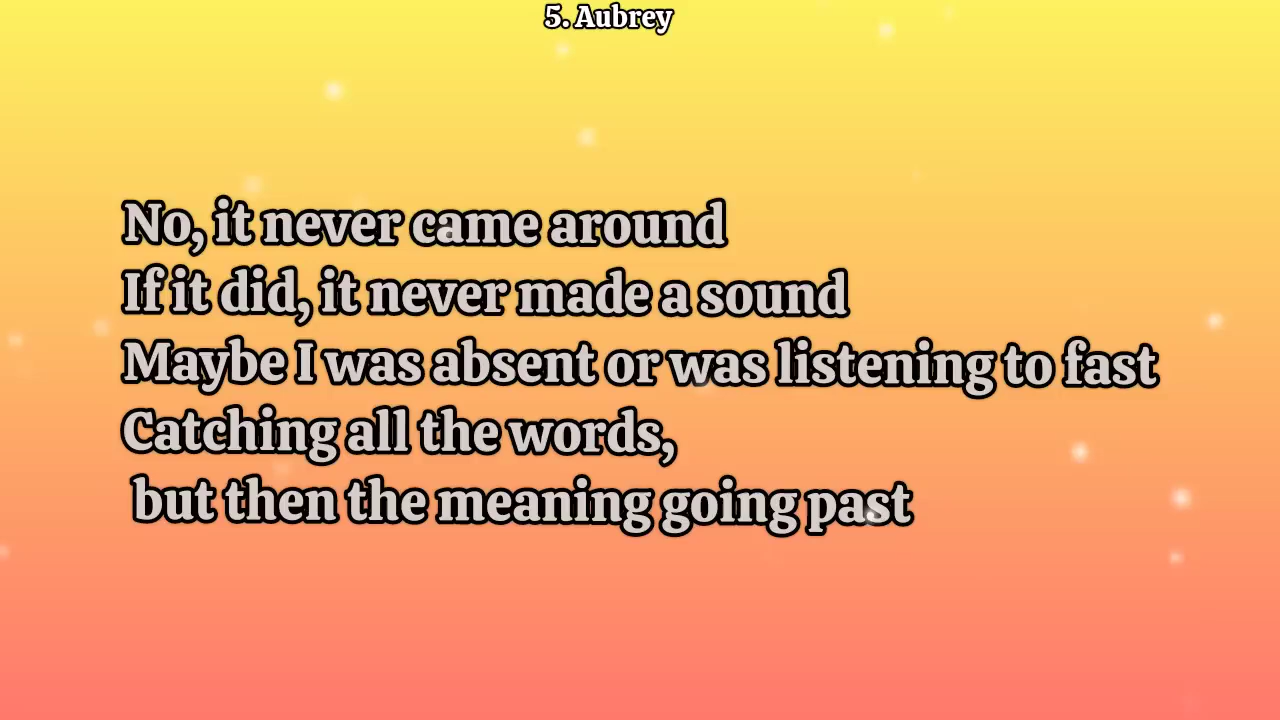 5. Aubrey
No, it never came around
If it did, it never made a sound
Maybe I was absent or was listening to fast
Catching all the words,
but then the meaning going past